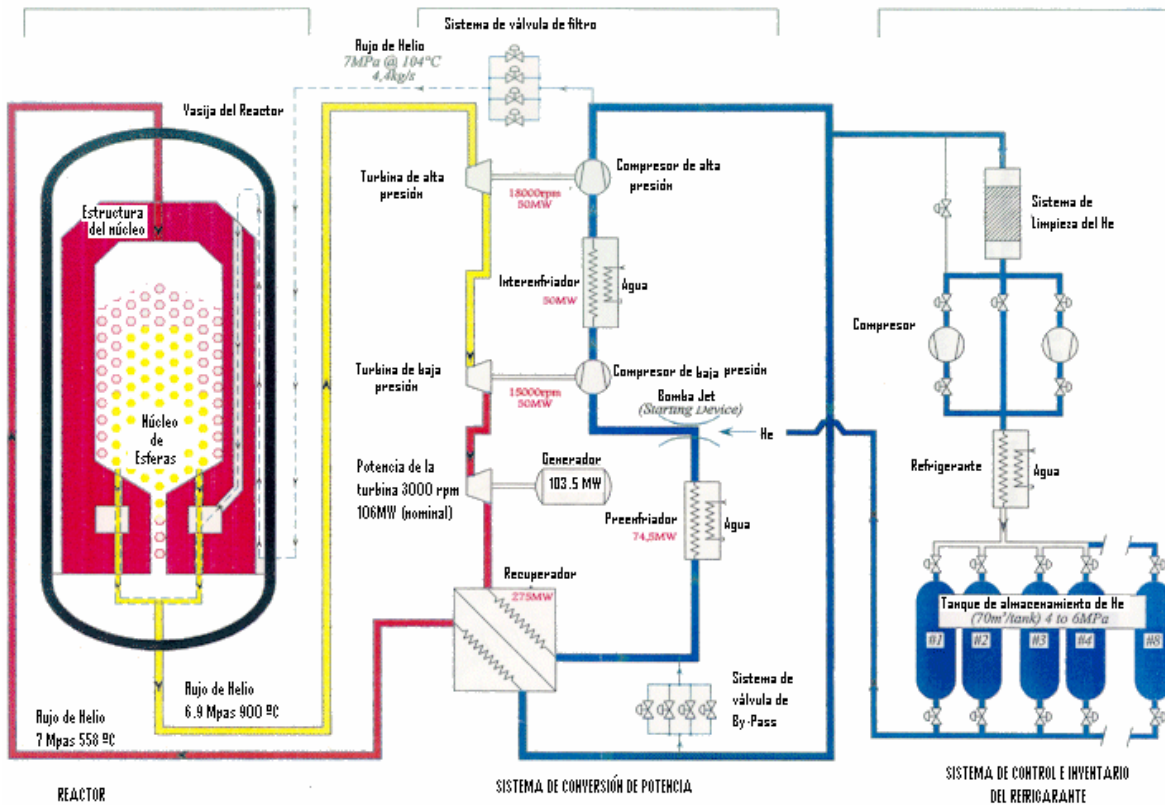 Sistema de válvula de filtro
Rujo de Helio
7MPa @ 104°C
4,4kg/s
Vasija del Reactor
Estructura
del núcleo
Núcleo
de
Esferas
Turbina de alta
presión
18000rpm
50MW
Compresor de alta
presión
Interenfriador
50MW
Agua
Turbina de baja
presión
15000rpm
50MW
Compresor de baja presión
Bomba Jet
(Starting Device)
He
Potencia de la
turbina 3000 rpm
106MW (nominal)
Generador
103.5 MW
Preenfriador
74,5MW
Agua
Recuperador
275MW
Sistema de
válvula de
By-Pass
Rujo de Helio
6.9 Mpas 900 ºC
Rujo de Helio
7 Mpas 558 ºC
Sistema de
Limpieza del He
Compresor
Refrigerante
Agua
Tanque de almacenamiento de He
(70m³/tank) 4 to 6MPa
#1
#2
#3
#4
#8
REACTOR
SISTEMA DE CONVERSIÓN DE POTENCIA
SISTEMA DE CONTROL E INVENTARIO
DEL REFRIGARANTE